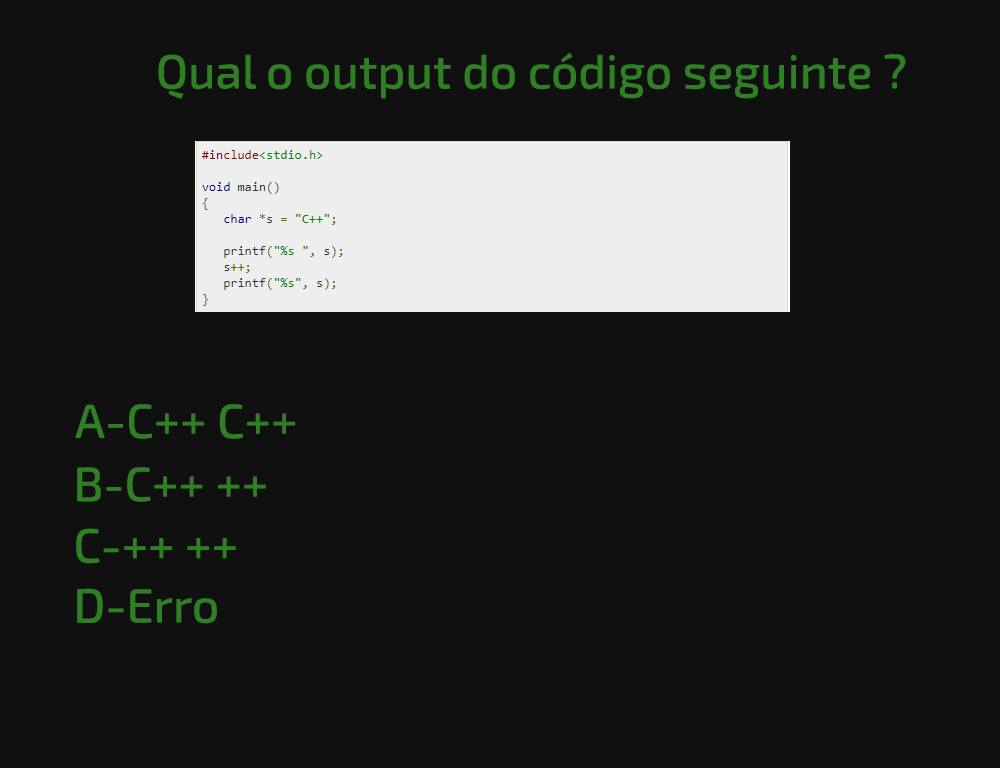 Qual o output do código seguinte ?
#include<stdio.h>
void main()
{
char *s = "C++";
printf("%s ", s);
s++;
printf("%s", s);
}
A-C++ C++
B-C++ ++
C-++ ++
D-Erro